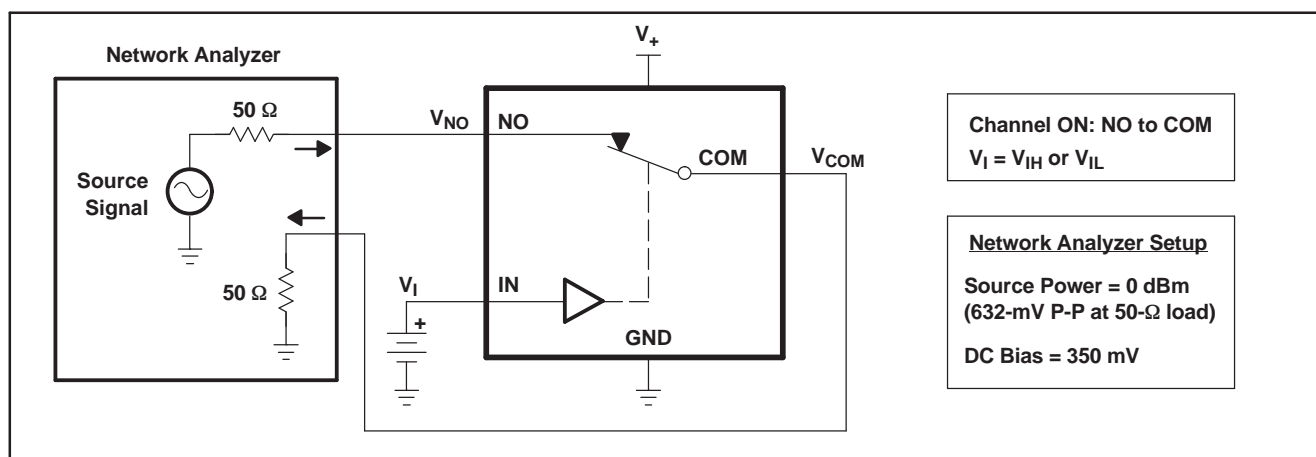 V+
Network Analyzer
50 Ω
VNO
NO
COM
VCOM
Source
Signal
50 Ω
VI
+
IN
GND
Channel ON: NO to COM
VI = VIH or VIL
Network Analyzer Setup
Source Power = 0 dBm
(632-mV P-P at 50-Ω load)
DC Bias = 350 mV